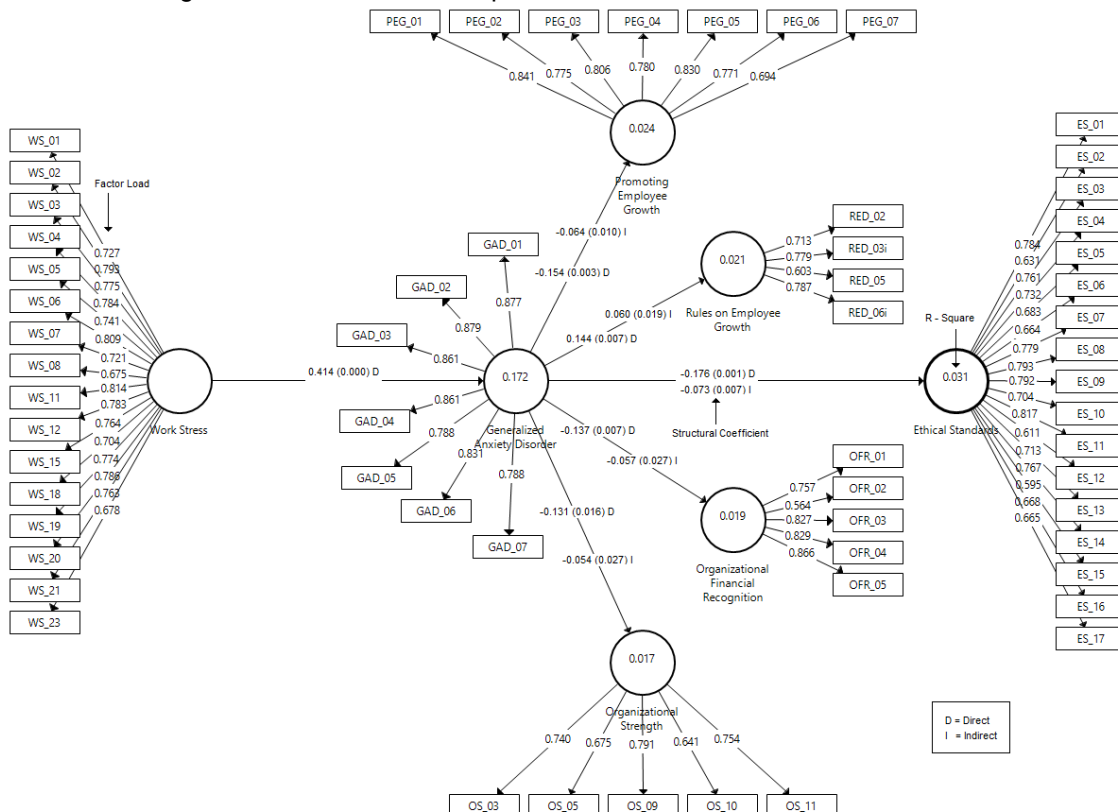 PEG_01
PEG_02
PEG_03
PEG_04
PEG_05
PEG_06
PEG_07
0.841
0.775
0.806
0.780
0.830
0.771
0.694
0.024
Promoting
Employee
Growth
WS_01
WS_02
WS_03
WS_04
WS_05
WS_06
WS_07
WS_08
WS_11
WS_12
WS_15
WS_18
WS_19
WS_20
WS_21
WS_23
Factor Load
0.727
0.793
0.775
0.784
0.741
0.809
0.721
0.675
0.814
0.783
0.764
0.704
0.774
0.786
0.763
0.678
Work Stress
0.414 (0.000) D
GAD_01
GAD_02
GAD_03
GAD_04
GAD_05
GAD_06
GAD_07
0.877
0.879
0.861
0.861
0.788
0.831
0.788
0.172
Generalized
Anxiety Disorder
-0.064 (0.010) I
-0.154 (0.003) D
0.060 (0.019) I
0.144 (0.007) D
-0.176 (0.001) D
-0.073 (0.007) I
Structural Coefficient
-0.137 (0.007) D
-0.057 (0.027) I
-0.131 (0.016) D
-0.054 (0.027) I
0.021
Rules on Employee
Growth
0.713
0.779
0.603
0.787
RED_02
RED_03i
RED_05
RED_06i
0.019
Organizational
Financial
Recognition
0.757
0.564
0.827
0.829
0.866
OFR_01
OFR_02
OFR_03
OFR_04
OFR_05
R - Square
0.031
Ethical Standards
0.784
0.631
0.761
0.732
0.683
0.664
0.779
0.793
0.792
0.704
0.817
0.611
0.713
0.767
0.595
0.668
0.665
ES_01
ES_02
ES_03
ES_04
ES_05
ES_06
ES_07
ES_08
ES_09
ES_10
ES_11
ES_12
ES_13
ES_14
ES_15
ES_16
ES_17
0.017
Organizational
Strength
0.740
0.675
0.791
0.641
0.754
OS_03
OS_05
OS_09
OS_10
OS_11
D = Direct
I = Indirect